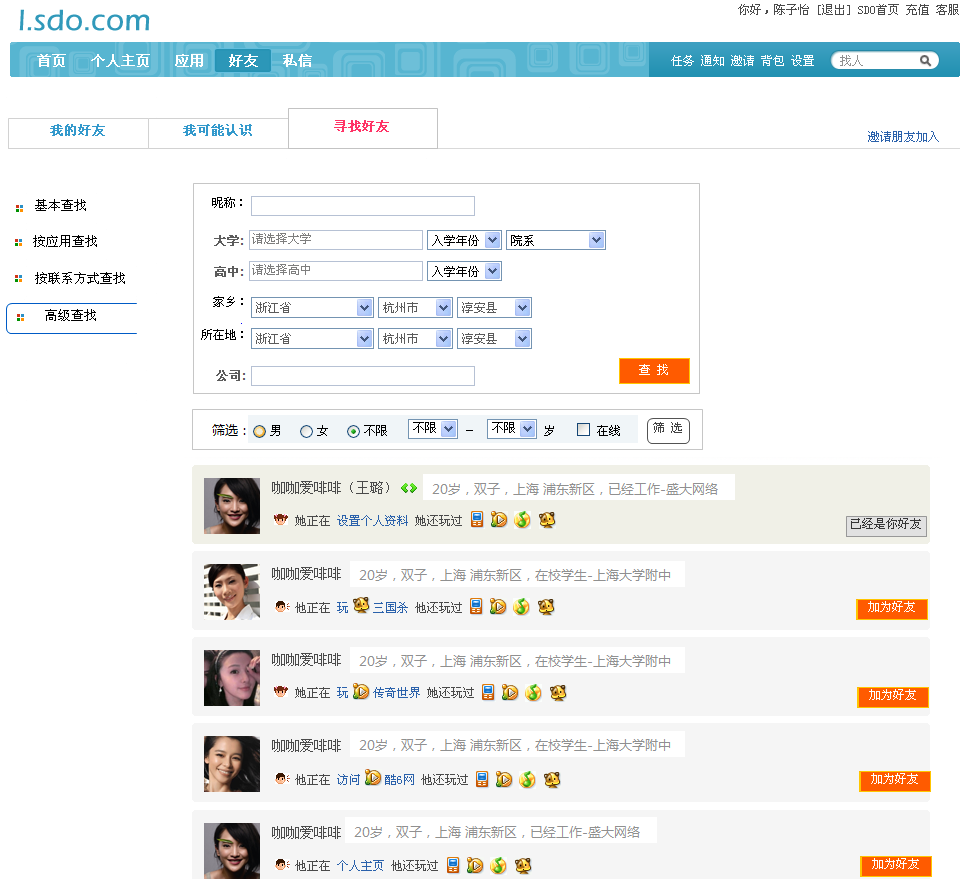 l.sdo.com
你好，陈子怡 [退出] SDO首页 充值 客服
首页 个人主页 应用 好友 私信
任务 通知 邀请 背包 设置 找人
我的好友 我可能认识 寻找好友
邀请朋友加入
基本查找
按应用查找
按联系方式查找
高级查找
昵称：
大学: 请选择大学 入学年份 院系
高中: 请选择高中 入学年份
家乡： 浙江省 杭州市 淳安县
所在地： 浙江省 杭州市 淳安县
公司:
查 找
筛选： 男 女 不限 不限 – 不限 岁 在线 筛 选
咖咖爱啡啡（王璐） 20岁，双子，上海 浦东新区，已经工作-盛大网络
她正在 设置个人资料 她还玩过
已经是你好友
咖咖爱啡啡 20岁，双子，上海 浦东新区，在校学生-上海大学附中
他正在 玩 三国杀 他还玩过
加为好友
咖咖爱啡啡 20岁，双子，上海 浦东新区，在校学生-上海大学附中
她正在 玩 传奇世界 她还玩过
加为好友
咖咖爱啡啡 20岁，双子，上海 浦东新区，在校学生-上海大学附中
他正在 访问 酷6网 他还玩过
加为好友
咖咖爱啡啡 20岁，双子，上海 浦东新区，已经工作-盛大网络
他正在 个人主页 他还玩过
加为好友